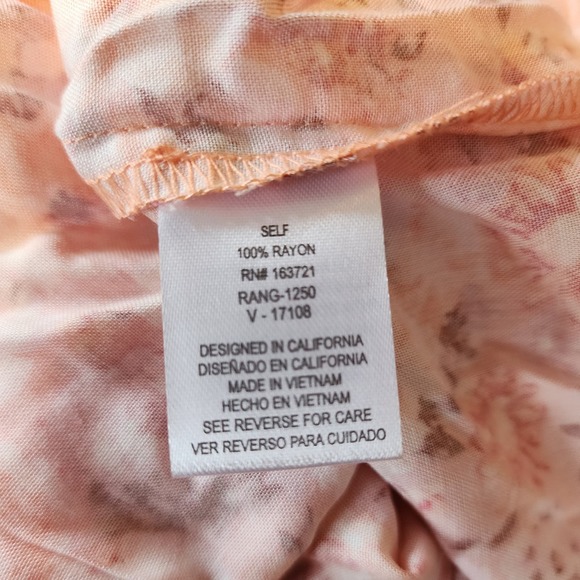 SELF
100% RAYON
RN# 163721
RANG-1250
V - 17108
DESIGNED IN CALIFORNIA
DISEÑADO EN CALIFORNIA
MADE IN VIETNAM
HECHO EN VIETNAM
SEE REVERSE FOR CARE
VER REVERSO PARA CUIDADO